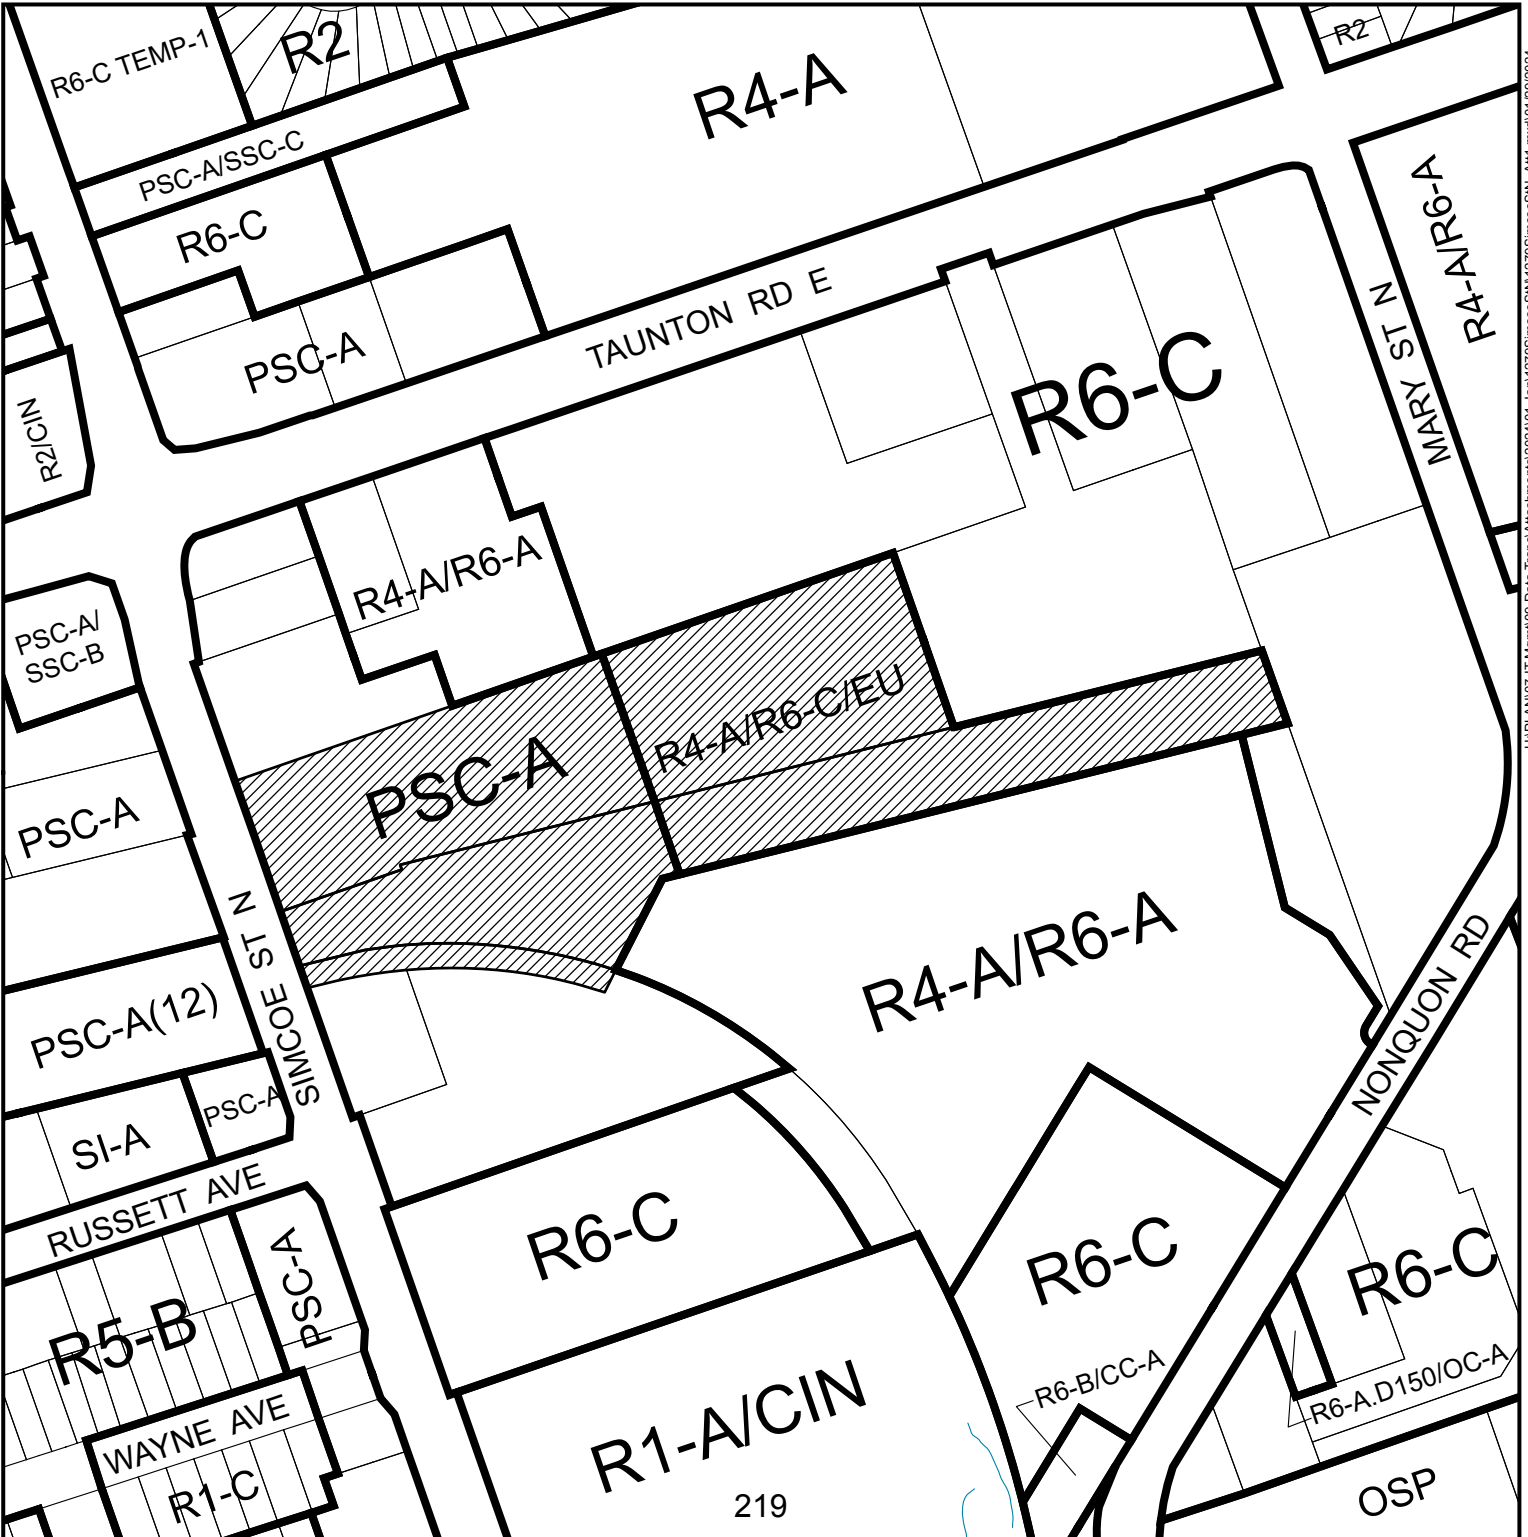 R6-C TEMP-1
R2
R4-A
R2
PSC-A/SSC-C
R6-C
R4-A/R6-A
PSC-A
TAUNTON RD E
MARY ST N
R6-C
R2/CIN
R4-A/R6-A
PSC-A/
SSC-B
R4-A/R6-C/EU
PSC-A
PSC-A
SIMCOE ST N
R4-A/R6-A
NONQUON RD
PSC-A(12)
PSC-A
SI-A
RUSSETT AVE
R6-C
R6-C
R6-C
PSC-A
R5-B
R6-B/CC-A
R6-A.D150/OC-A
WAYNE AVE
R1-A/CIN
R1-C
219
OSP